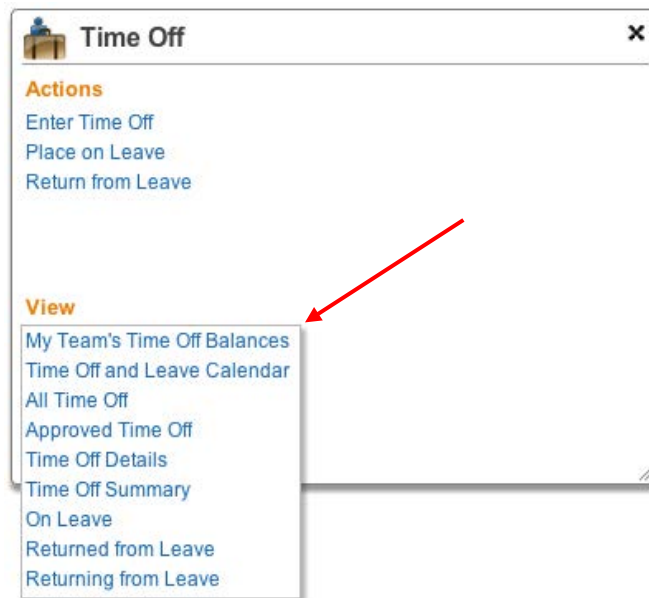 Time Off
Actions
Enter Time Off
Place on Leave
Return from Leave
View
My Team's Time Off Balances
Time Off and Leave Calendar
All Time Off
Approved Time Off
Time Off Details
Time Off Summary
On Leave
Returned from Leave
Returning from Leave